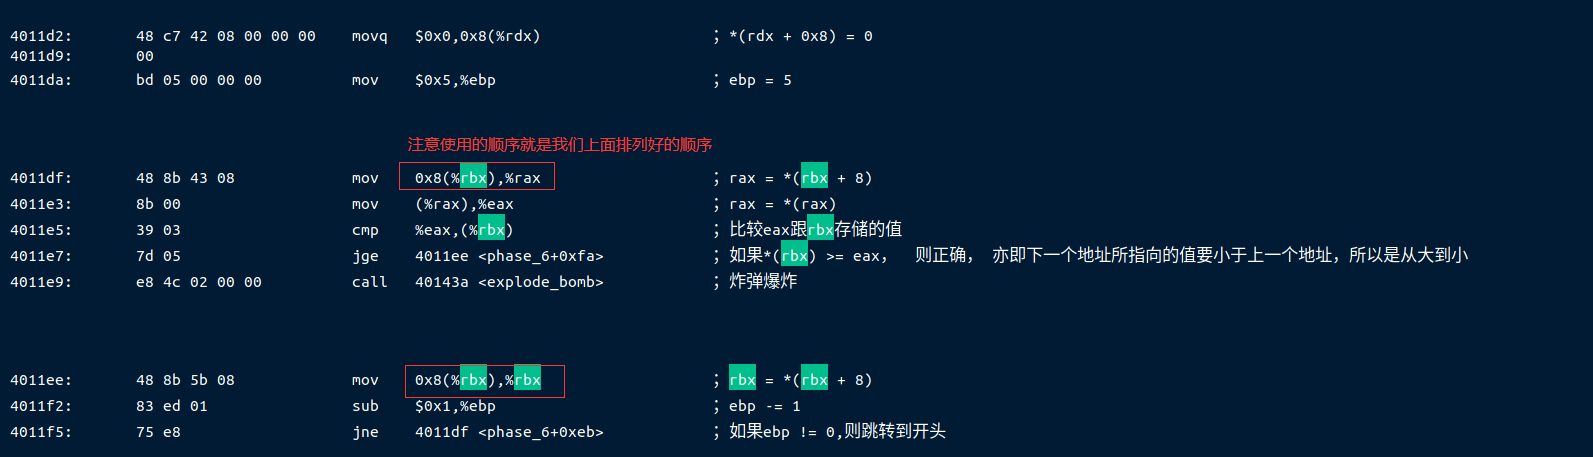 4011d2: 48 c7 42 08 00 00 00 movq $0x0,0x8(%rdx) ; *(rdx + 0x8) = 0
4011d9: 00
4011da: bd 05 00 00 00 mov $0x5,%ebp ; ebp = 5
注意使用的顺序就是我们上面排列好的顺序
4011df: 48 8b 43 08 mov 0x8(%rbx),%rax ; rax = *(rbx + 8)
4011e3: 8b 00 mov (%rax),%eax ; rax = *(rax)
4011e5: 39 03 cmp %eax,(%rbx) ; 比较eax跟rbx存储的值
4011e7: 7d 05 jge 4011ee <phase_6+0xfa> ; 如果*(rbx) >= eax, 则正确, 亦即下一个地址所指向的值要小于上一个地址，所以是从大到小
4011e9: e8 4c 02 00 00 call 40143a <explode_bomb> ; 炸弹爆炸
4011ee: 48 8b 5b 08 mov 0x8(%rbx),%rbx ; rbx = *(rbx + 8)
4011f2: 83 ed 01 sub $0x1,%ebp ; ebp -= 1
4011f5: 75 e8 jne 4011df <phase_6+0xeb> ; 如果ebp != 0,则跳转到开头